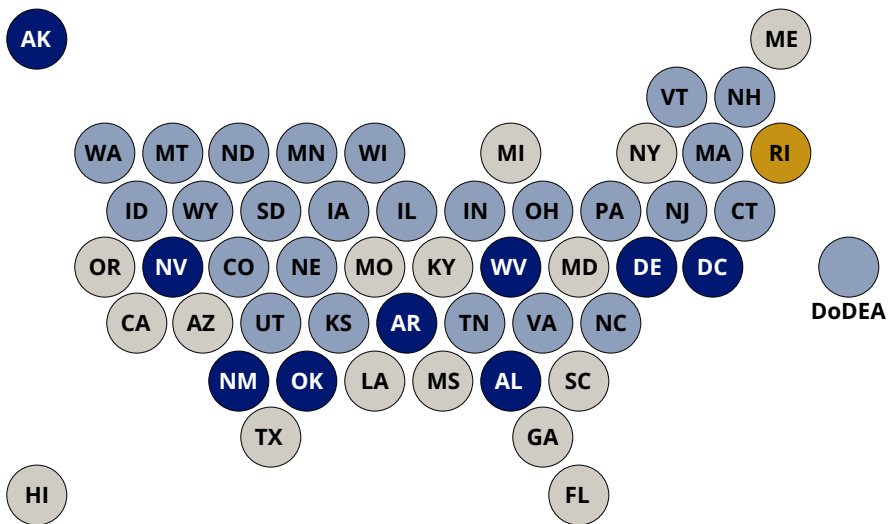 AK ME
VT NH
WA MT ND MN WI MI NY MA RI
ID WY SD IA IL IN OH PA NJ CT
OR NV CO NE MO KY WV MD DE DC
DoDEA
CA AZ UT KS AR TN VA NC
NM OK LA MS AL SC
TX GA
HI FL